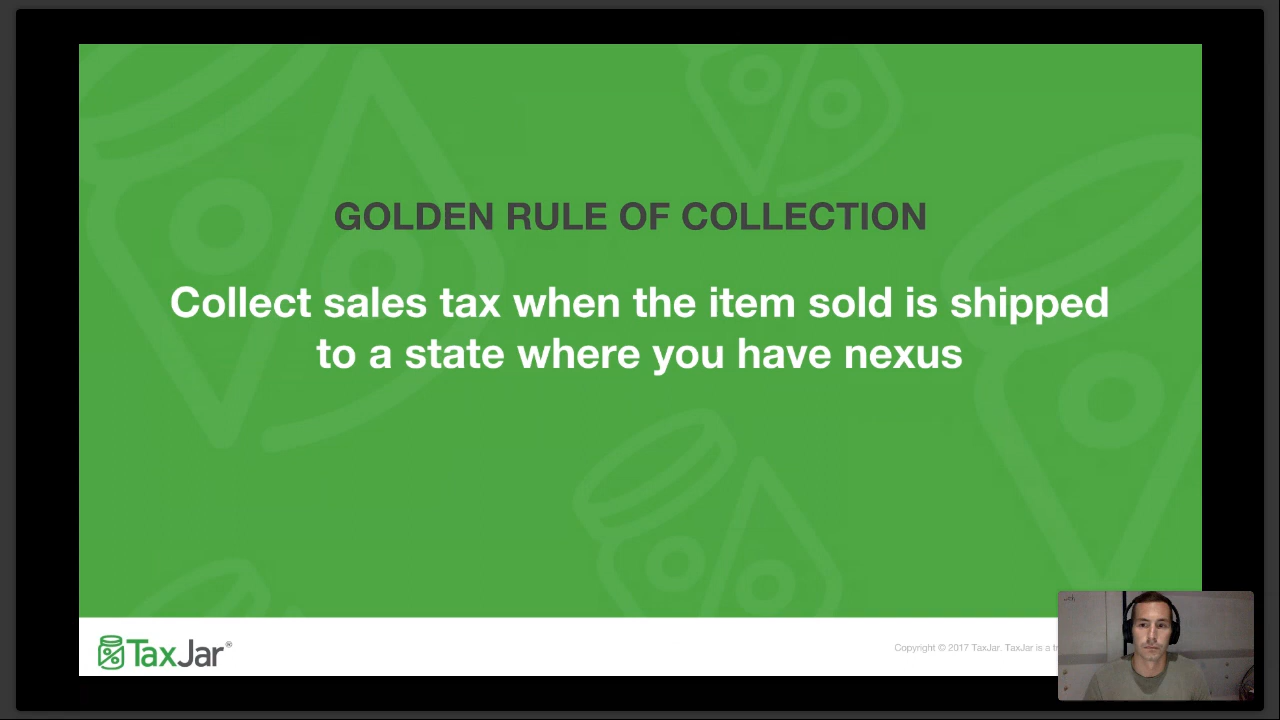 GOLDEN RULE OF COLLECTION
Collect sales tax when the item sold is shipped
to a state where you have nexus
TaxJar®
Copyright © 2017 TaxJar. TaxJar is a